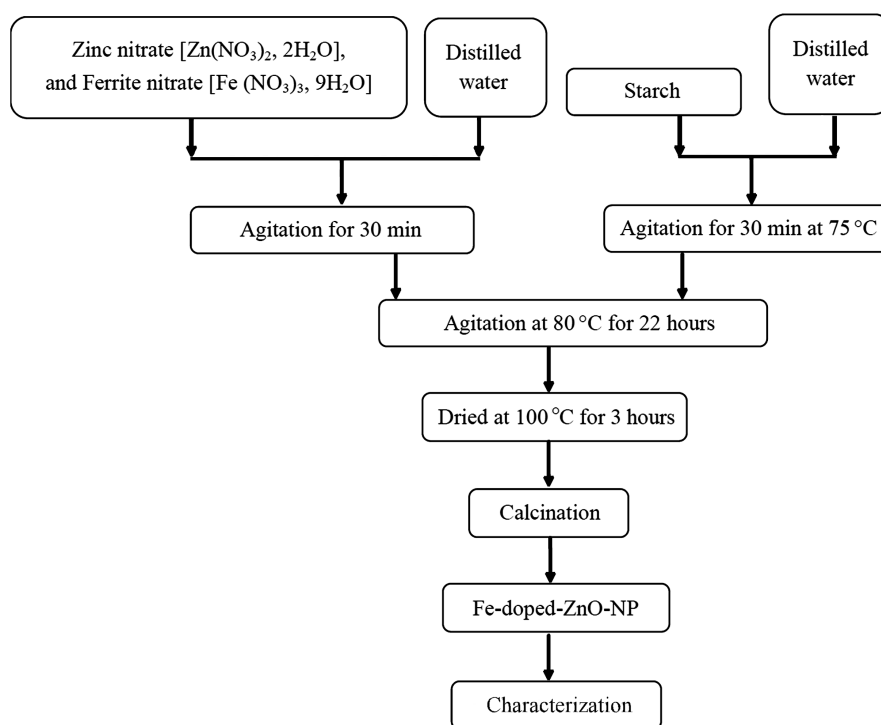 Zinc nitrate [Zn(NO₃)₂, 2H₂O],
and Ferrite nitrate [Fe (NO₃)₃, 9H₂O]
Distilled
water
Starch
Distilled
water
Agitation for 30 min
Agitation for 30 min at 75 °C
Agitation at 80 °C for 22 hours
Dried at 100 °C for 3 hours
Calcination
Fe-doped-ZnO-NP
Characterization